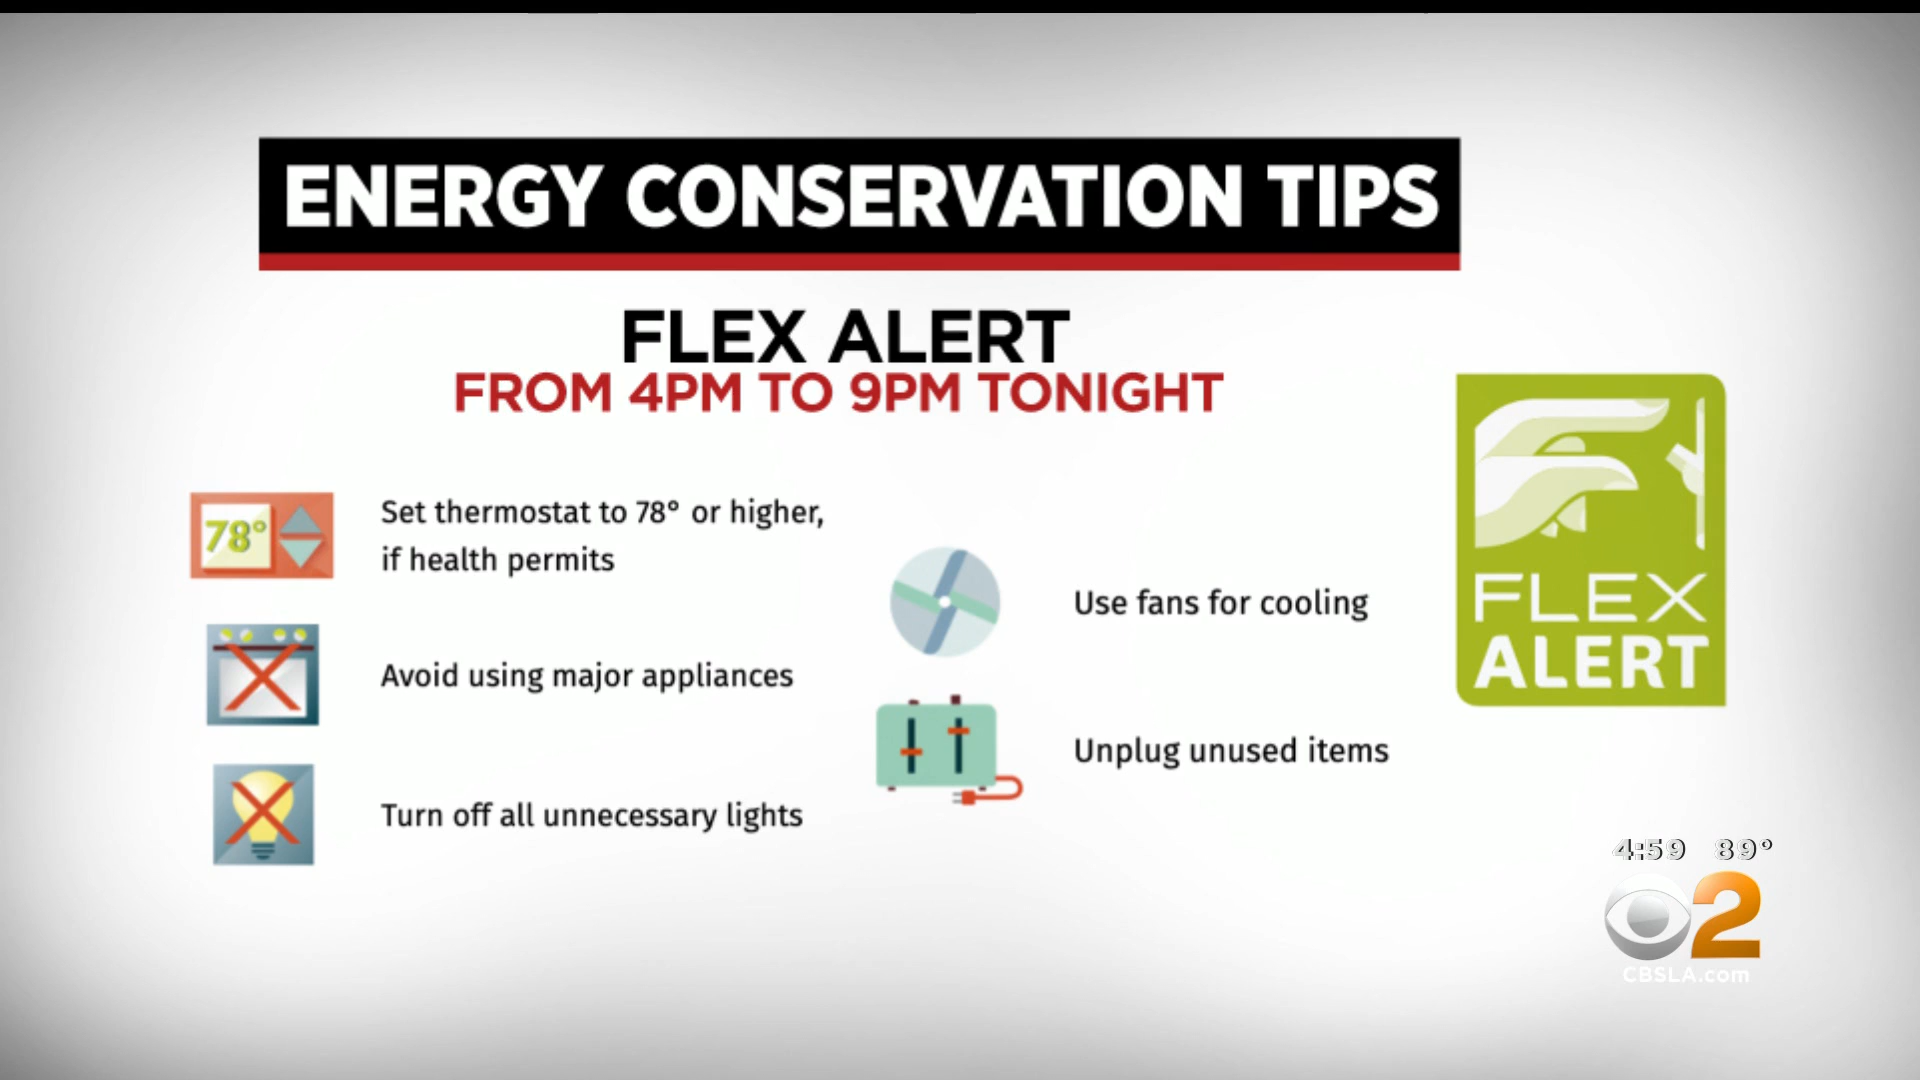 ENERGY CONSERVATION TIPS
FLEX ALERT
FROM 4PM TO 9PM TONIGHT
78°
Set thermostat to 78° or higher,
if health permits
Avoid using major appliances
Turn off all unnecessary lights
Use fans for cooling
Unplug unused items
FLEX
ALERT
4:59 89°
2
CBSLA.com